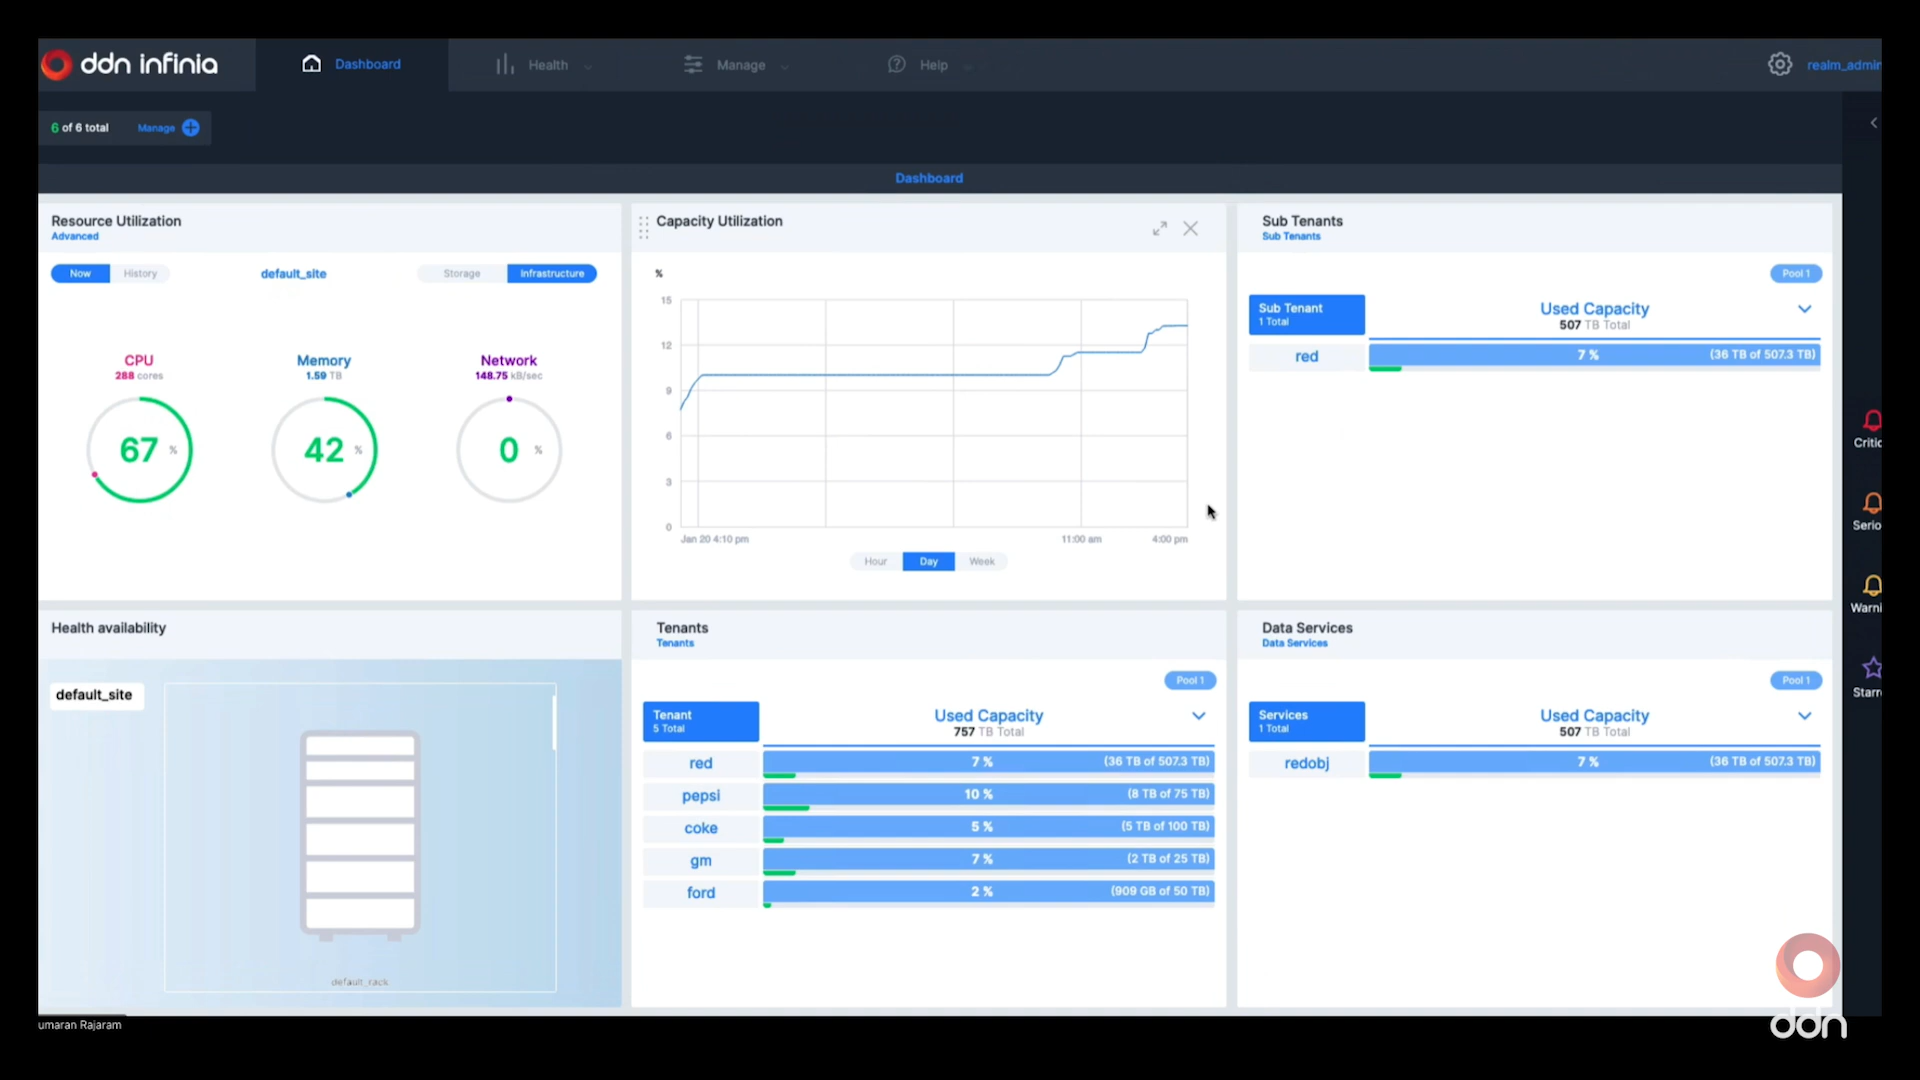 ddn infinia
Dashboard
Health
Manage
Help
realm_admin
6 of 6 total
Manage
Dashboard
Resource Utilization
Advanced
Now
History
default_site
Storage
Infrastructure
CPU
288 cores
67 %
Memory
1.59 TB
42 %
Network
148.75 kB/sec
0 %
Capacity Utilization
%
15
12
9
6
3
0
Jan 20 4:10 pm
11:00 am
4:00 pm
Hour
Day
Week
Sub Tenants
Sub Tenants
Pool 1
Sub Tenant
1 Total
Used Capacity
507 TB Total
red
7 %
(36 TB of 507.3 TB)
Critic
Serio
Warni
Starr
Health availability
default_site
default_rack
Tenants
Tenants
Pool 1
Tenant
5 Total
Used Capacity
757 TB Total
red
7 %
(36 TB of 507.3 TB)
pepsi
10 %
(8 TB of 75 TB)
coke
5 %
(5 TB of 100 TB)
gm
7 %
(2 TB of 25 TB)
ford
2 %
(909 GB of 50 TB)
Data Services
Data Services
Pool 1
Services
1 Total
Used Capacity
507 TB Total
redobj
7 %
(36 TB of 507.3 TB)
umaran Rajaram
ddn